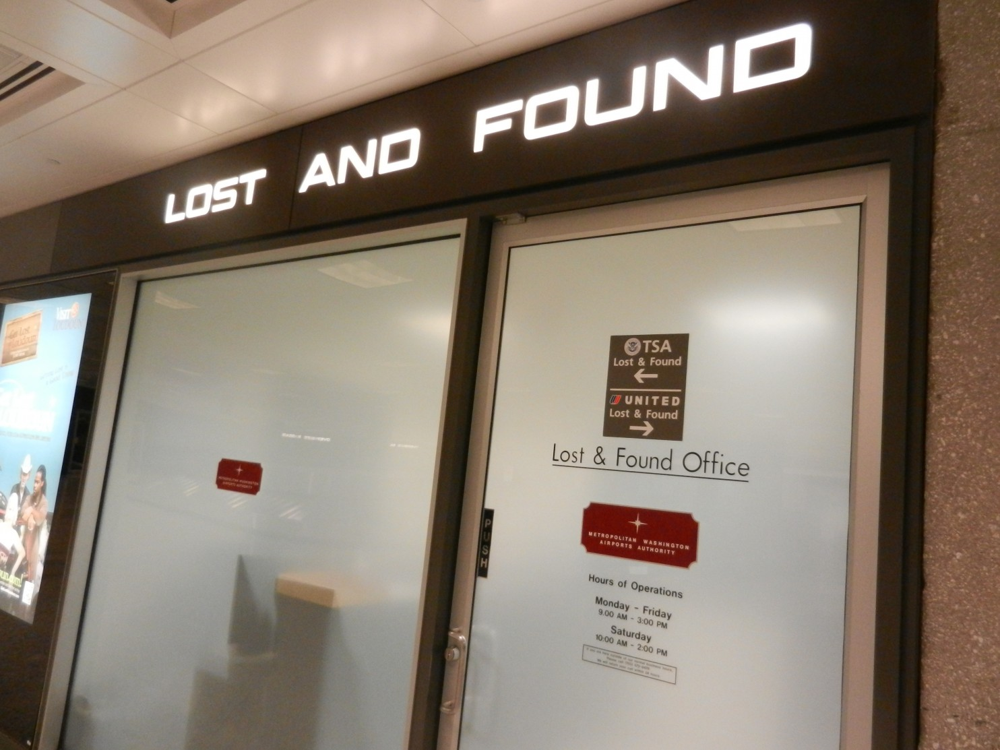 LOST AND FOUND
VISIT
TSA
Lost & Found
UNITED
Lost & Found
Lost & Found Office
METROPOLITAN WASHINGTON
AIRPORTS AUTHORITY
METROPOLITAN WASHINGTON
AIRPORTS AUTHORITY
PUSH
Hours of Operations
Monday - Friday
9.00 AM - 3:00 PM
Saturday
10:00 AM - 2:00 PM